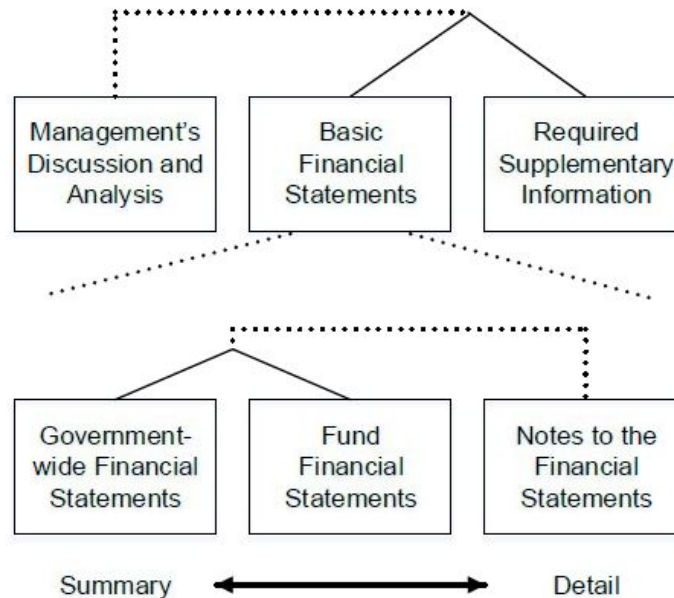 Management's
Discussion and
Analysis
Basic
Financial
Statements
Required
Supplementary
Information
Government-
wide Financial
Statements
Fund
Financial
Statements
Notes to the
Financial
Statements
Summary
Detail